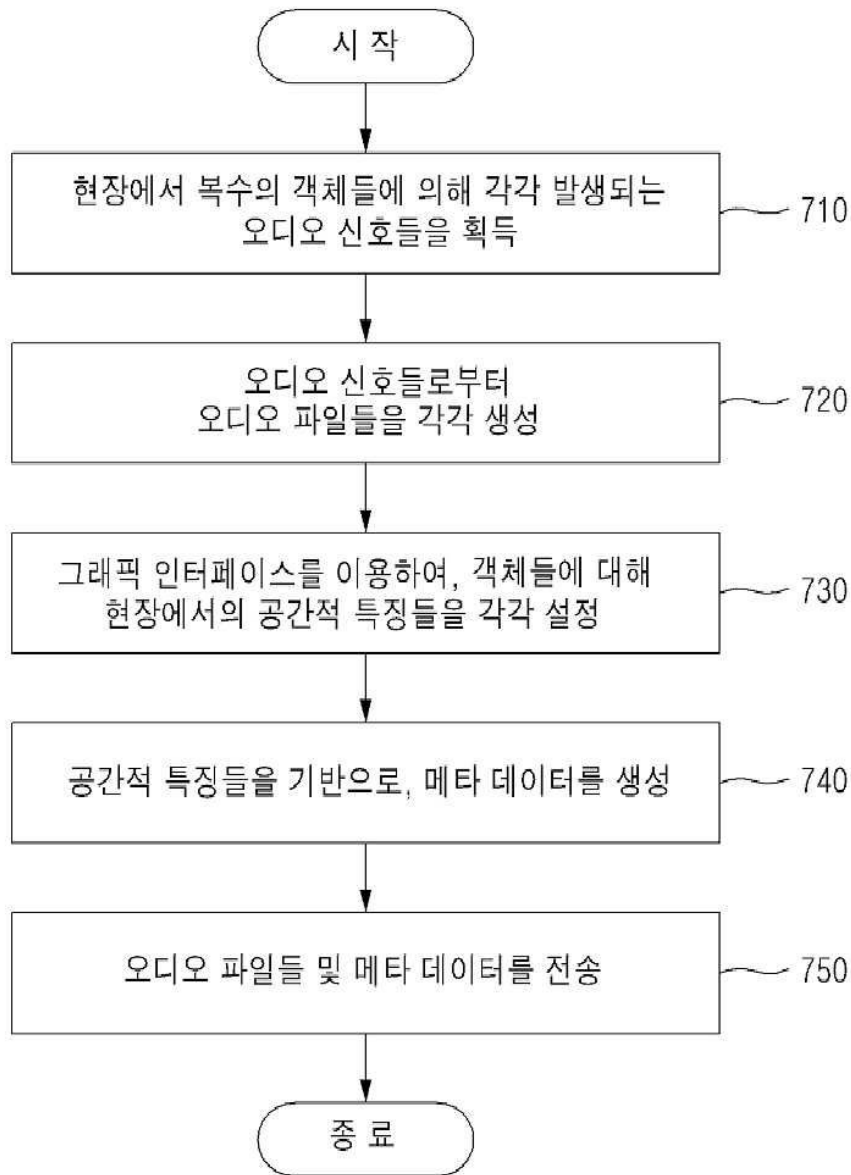 시 작
현장에서 복수의 객체들에 의해 각각 발생되는
오디오 신호들을 획득
710
오디오 신호들로부터
오디오 파일들을 각각 생성
720
그래픽 인터페이스를 이용하여, 객체들에 대해
현장에서의 공간적 특징들을 각각 설정
730
공간적 특징들을 기반으로, 메타 데이터를 생성
740
오디오 파일들 및 메타 데이터를 전송
750
종 료